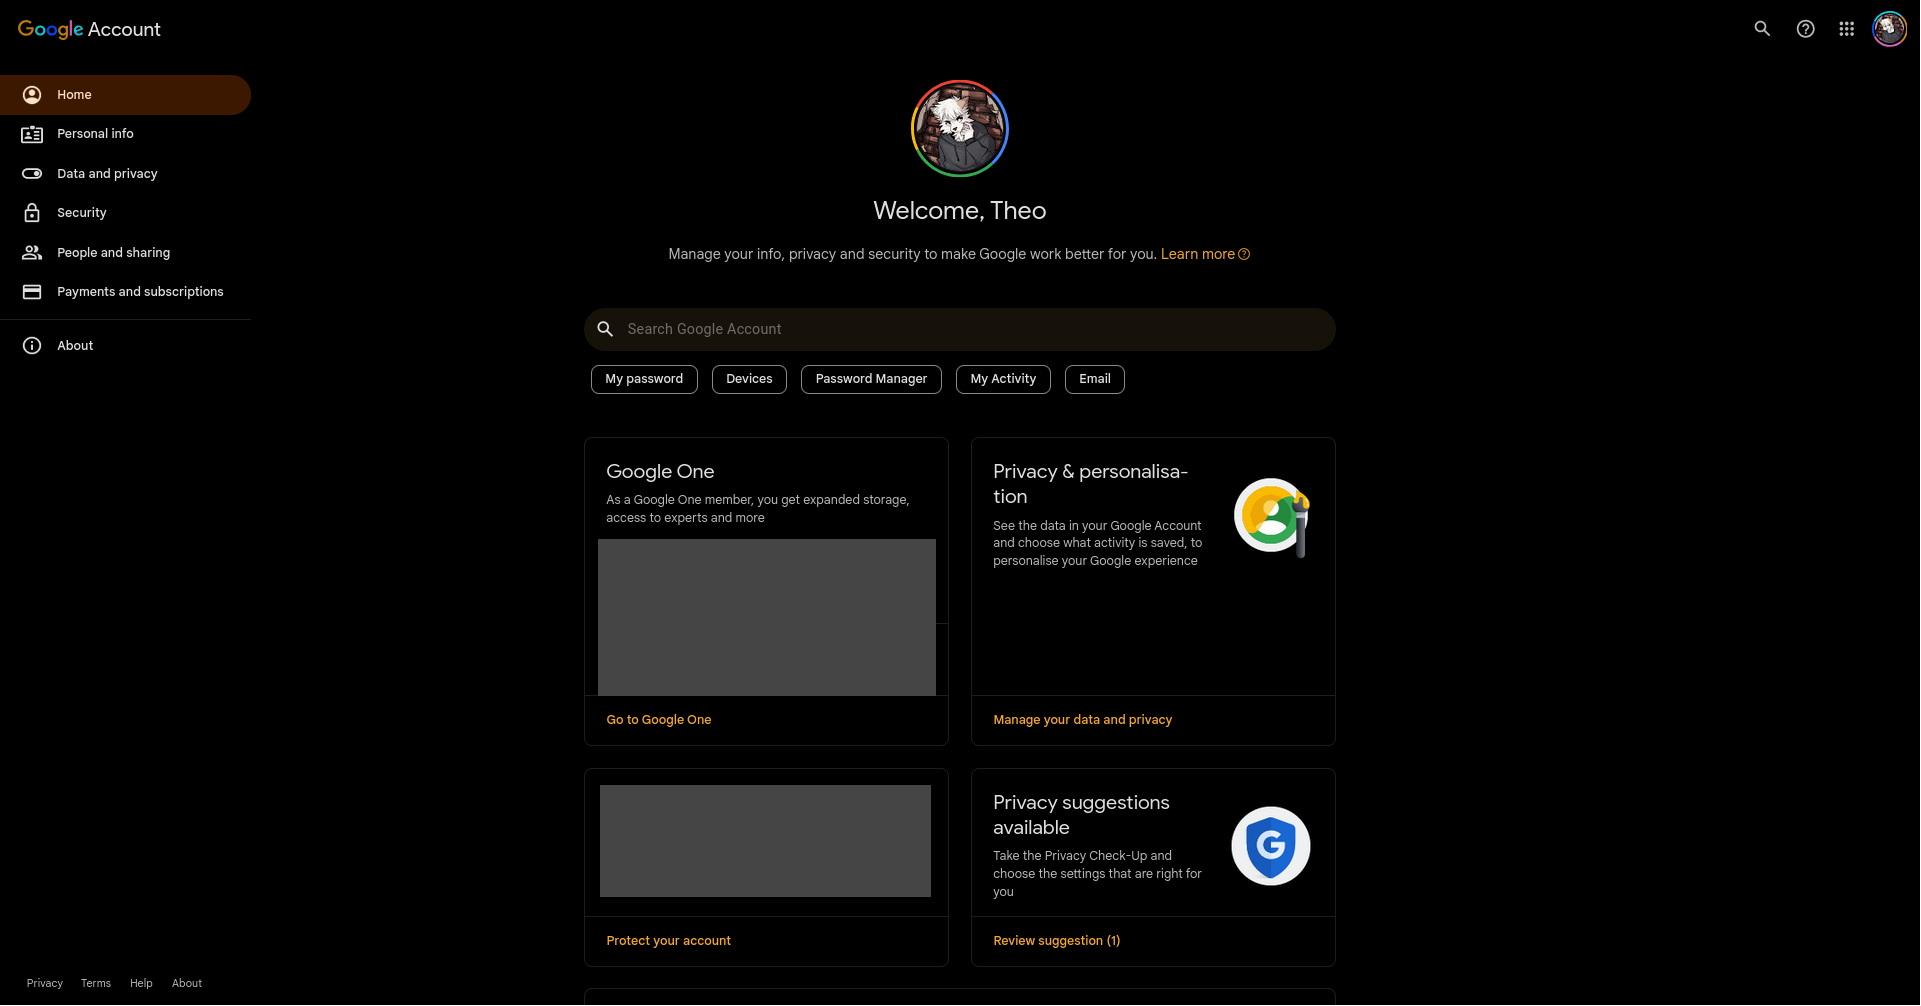 Google Account
Home
Personal info
Data and privacy
Security
People and sharing
Payments and subscriptions
About
Welcome, Theo
Manage your info, privacy and security to make Google work better for you. Learn more
Search Google Account
My password
Devices
Password Manager
My Activity
Email
Google One
As a Google One member, you get expanded storage,
access to experts and more
Go to Google One
Privacy & personalisa-
tion
See the data in your Google Account
and choose what activity is saved, to
personalise your Google experience
Manage your data and privacy
Protect your account
Privacy suggestions
available
Take the Privacy Check-Up and
choose the settings that are right for
you
G
Review suggestion (1)
Privacy
Terms
Help
About